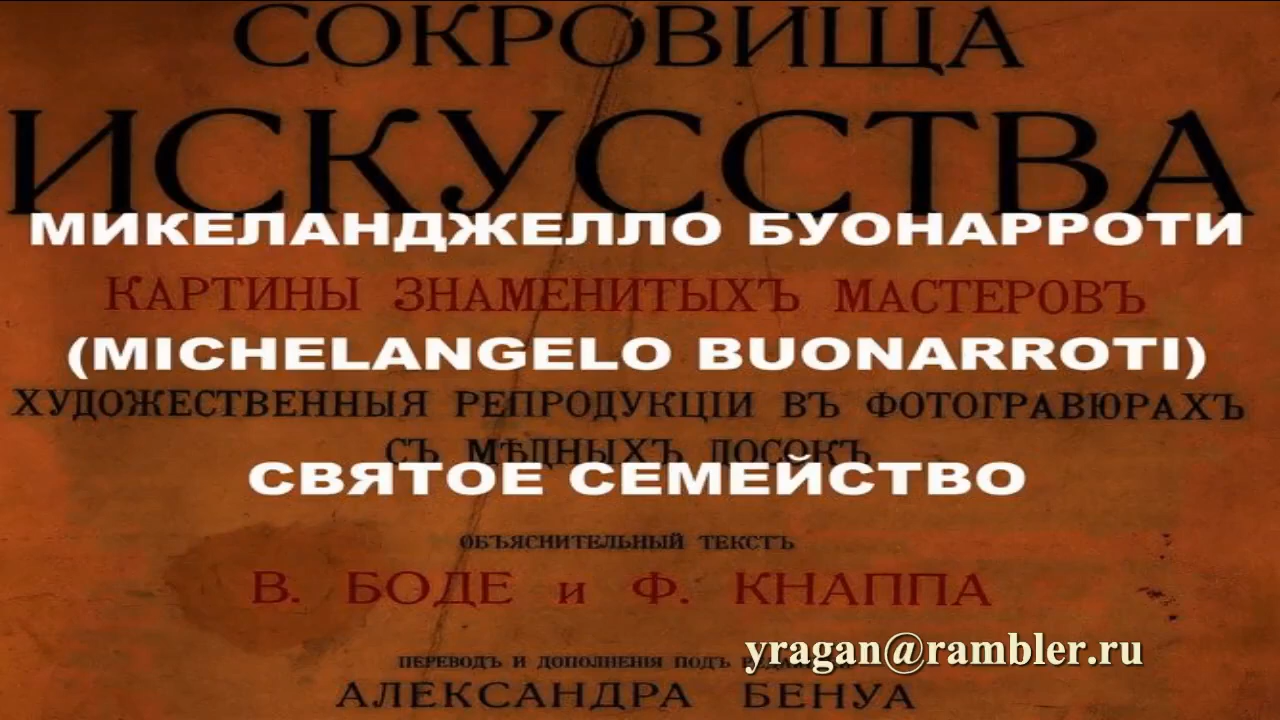 СОКРОВИЩА
ИСКУССТВА
МИКЕЛАНДЖЕЛЛО БУОНАРРОТИ
КАРТИНЫ ЗНАМЕНИТЫХЪ МАСТЕРОВЪ
(MICHELANGELO BUONARROTI)
ХУДОЖЕСТВЕННЫЯ РЕПРОДУКЦІИ ВЪ ФОТОГРАВЮРАХЪ
СЪ МѢДНЫХЪ ДОСОКЪ
СВЯТОЕ СЕМЕЙСТВО
ОБЪЯСНИТЕЛЬНЫЙ ТЕКСТЪ
В. БОДЕ и Ф. КНАППА
yragan@rambler.ru
ПЕРЕВОДЪ И ДОПОЛНЕНІЯ ПОДЪ
АЛЕКСАНДРА БЕНУА